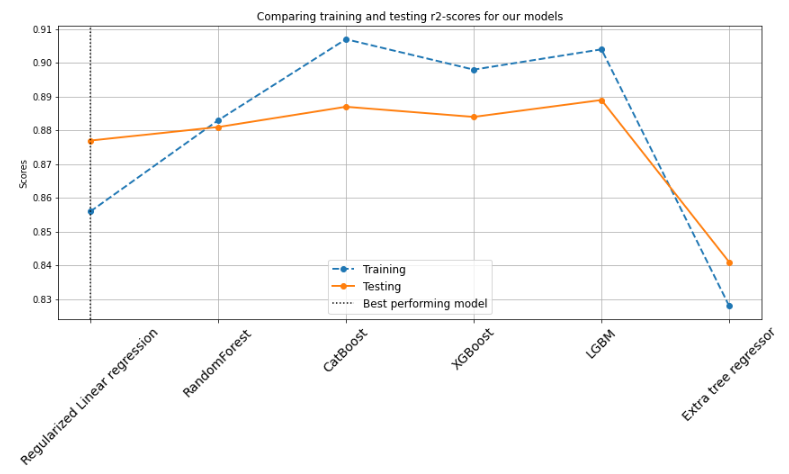 Comparing training and testing r2-scores for our models
0.91
0.90
0.89
0.88
0.87
0.86
0.85
0.84
0.83
Scores
Training
Testing
Best performing model
Regularized Linear regression
RandomForest
CatBoost
XGBoost
LGBM
Extra tree regressor